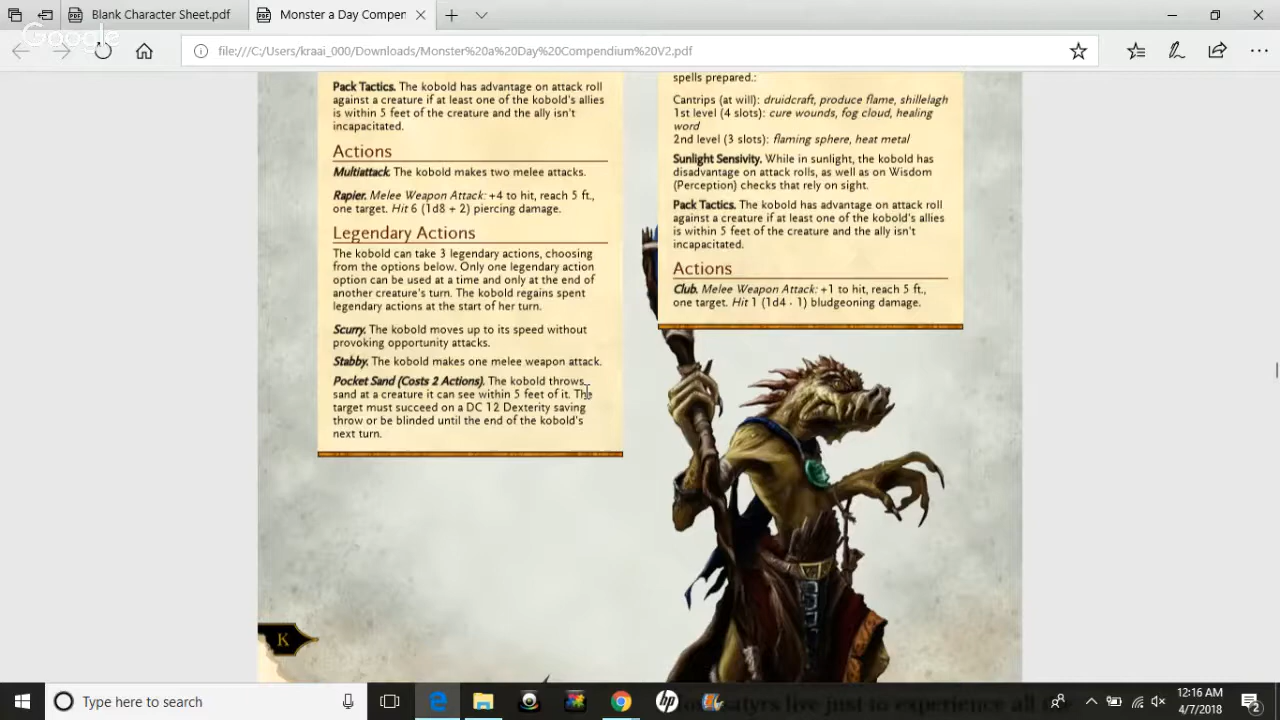 Blank Character Sheet.pdf
a Monster a Day.pdf
Google
file:///C:/Users/kraai_000/Downloads/Monster%20a%20Day%20Compendium%20V2.pdf
Pack Tactics. The kobold has advantage on attack roll
against a creature if at least one of the kobold's allies
is within 5 feet of the creature and the ally isn't
incapacitated.
Actions
Multiattack. The kobold makes two melee attacks.
Rapier. Melee Weapon Attack: +4 to hit, reach 5 ft.,
one target. Hit 6 (1d8 + 2) piercing damage.
Legendary Actions
The kobold can take 3 legendary actions, choosing
from the options below. Only one legendary action
option can be used at a time and only at the end of
another creature's turn. The kobold regains spent
legendary actions at the start of her turn.
Scurry. The kobold moves up to its speed without
provoking opportunity attacks.
Stabby. The kobold makes one melee weapon attack.
Pocket Sand (Costs 2 Actions). The kobold throws
sand at a creature it can see within 5 feet of it. The
target must succeed on a DC 12 Dexterity saving
throw or be blinded until the end of the kobold's
next turn.
spells prepared.:
Cantrips (at will): druidcraft, produce flame, shillelagh
1st level (4 slots): cure wounds, fog cloud, healing
word
2nd level (3 slots): flaming sphere, heat metal
Sunlight Sensivity. While in sunlight, the kobold has
disadvantage on attack rolls, as well as on Wisdom
(Perception) checks that rely on sight.
Pack Tactics. The kobold has advantage on attack roll
against a creature if at least one of the kobold's allies
is within 5 feet of the creature and the ally isn't
incapacitated.
Actions
Club. Melee Weapon Attack: +1 to hit, reach 5 ft.,
one target. Hit 1 (1d4 - 1) bludgeoning damage.
K
satyrs live just to experience all the
Type here to search
hp
12:16 AM
4/7/2018
2